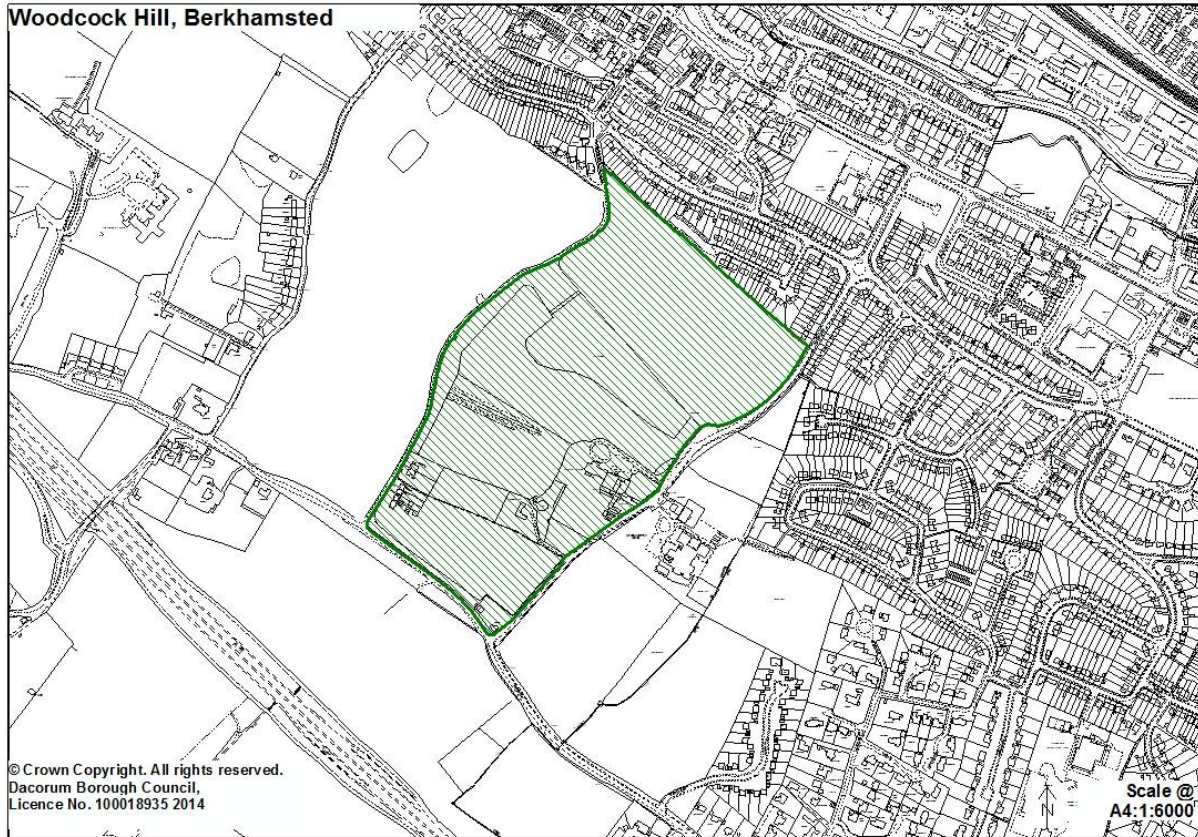 Woodcock Hill, Berkhamsted
© Crown Copyright. All rights reserved.
Dacorum Borough Council,
Licence No. 100018935 2014
Scale @
A4:1:6000
N